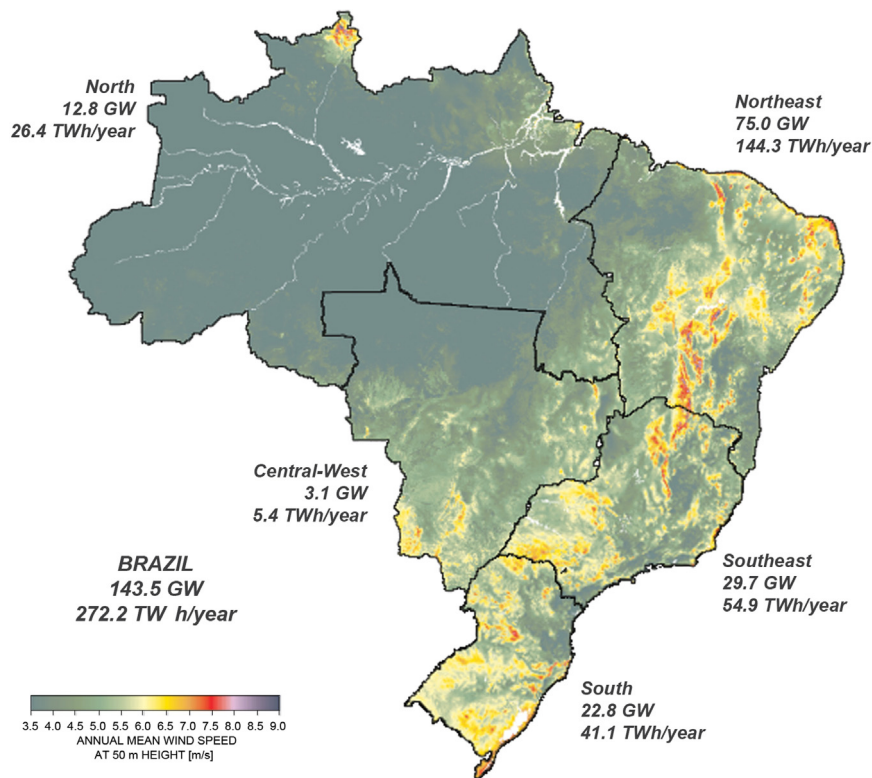 North
12.8 GW
26.4 TWh/year
Northeast
75.0 GW
144.3 TWh/year
Central-West
3.1 GW
5.4 TWh/year
BRAZIL
143.5 GW
272.2 TW h/year
Southeast
29.7 GW
54.9 TWh/year
South
22.8 GW
41.1 TWh/year
3.5 4.0 4.5 5.0 5.5 6.0 6.5 7.0 7.5 8.0 8.5 9.0
ANNUAL MEAN WIND SPEED
AT 50 m HEIGHT [m/s]